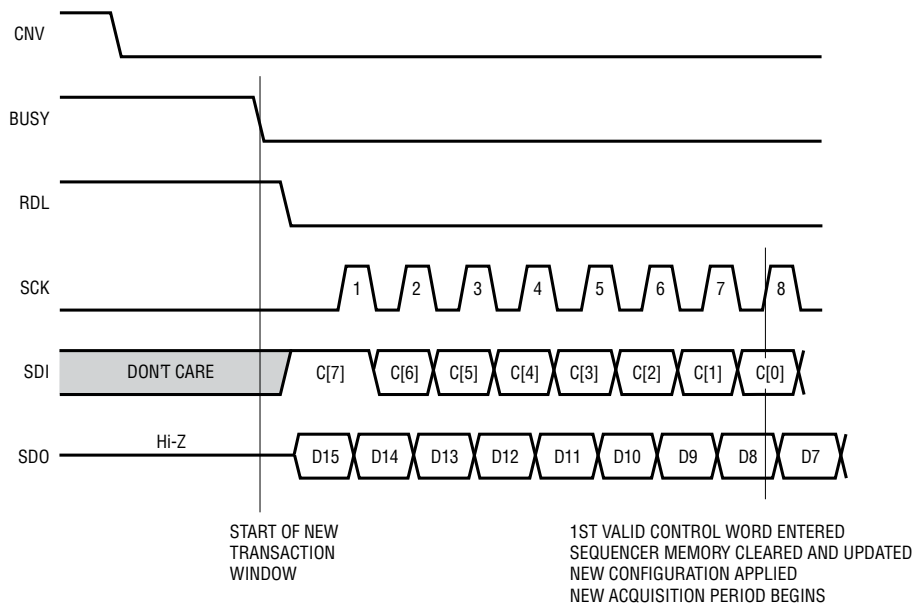 CNV
BUSY
RDL
SCK 1 2 3 4 5 6 7 8
SDI DON'T CARE C[7] C[6] C[5] C[4] C[3] C[2] C[1] C[0]
SDO Hi-Z D15 D14 D13 D12 D11 D10 D9 D8 D7
START OF NEW
TRANSACTION
WINDOW
1ST VALID CONTROL WORD ENTERED
SEQUENCER MEMORY CLEARED AND UPDATED
NEW CONFIGURATION APPLIED
NEW ACQUISITION PERIOD BEGINS